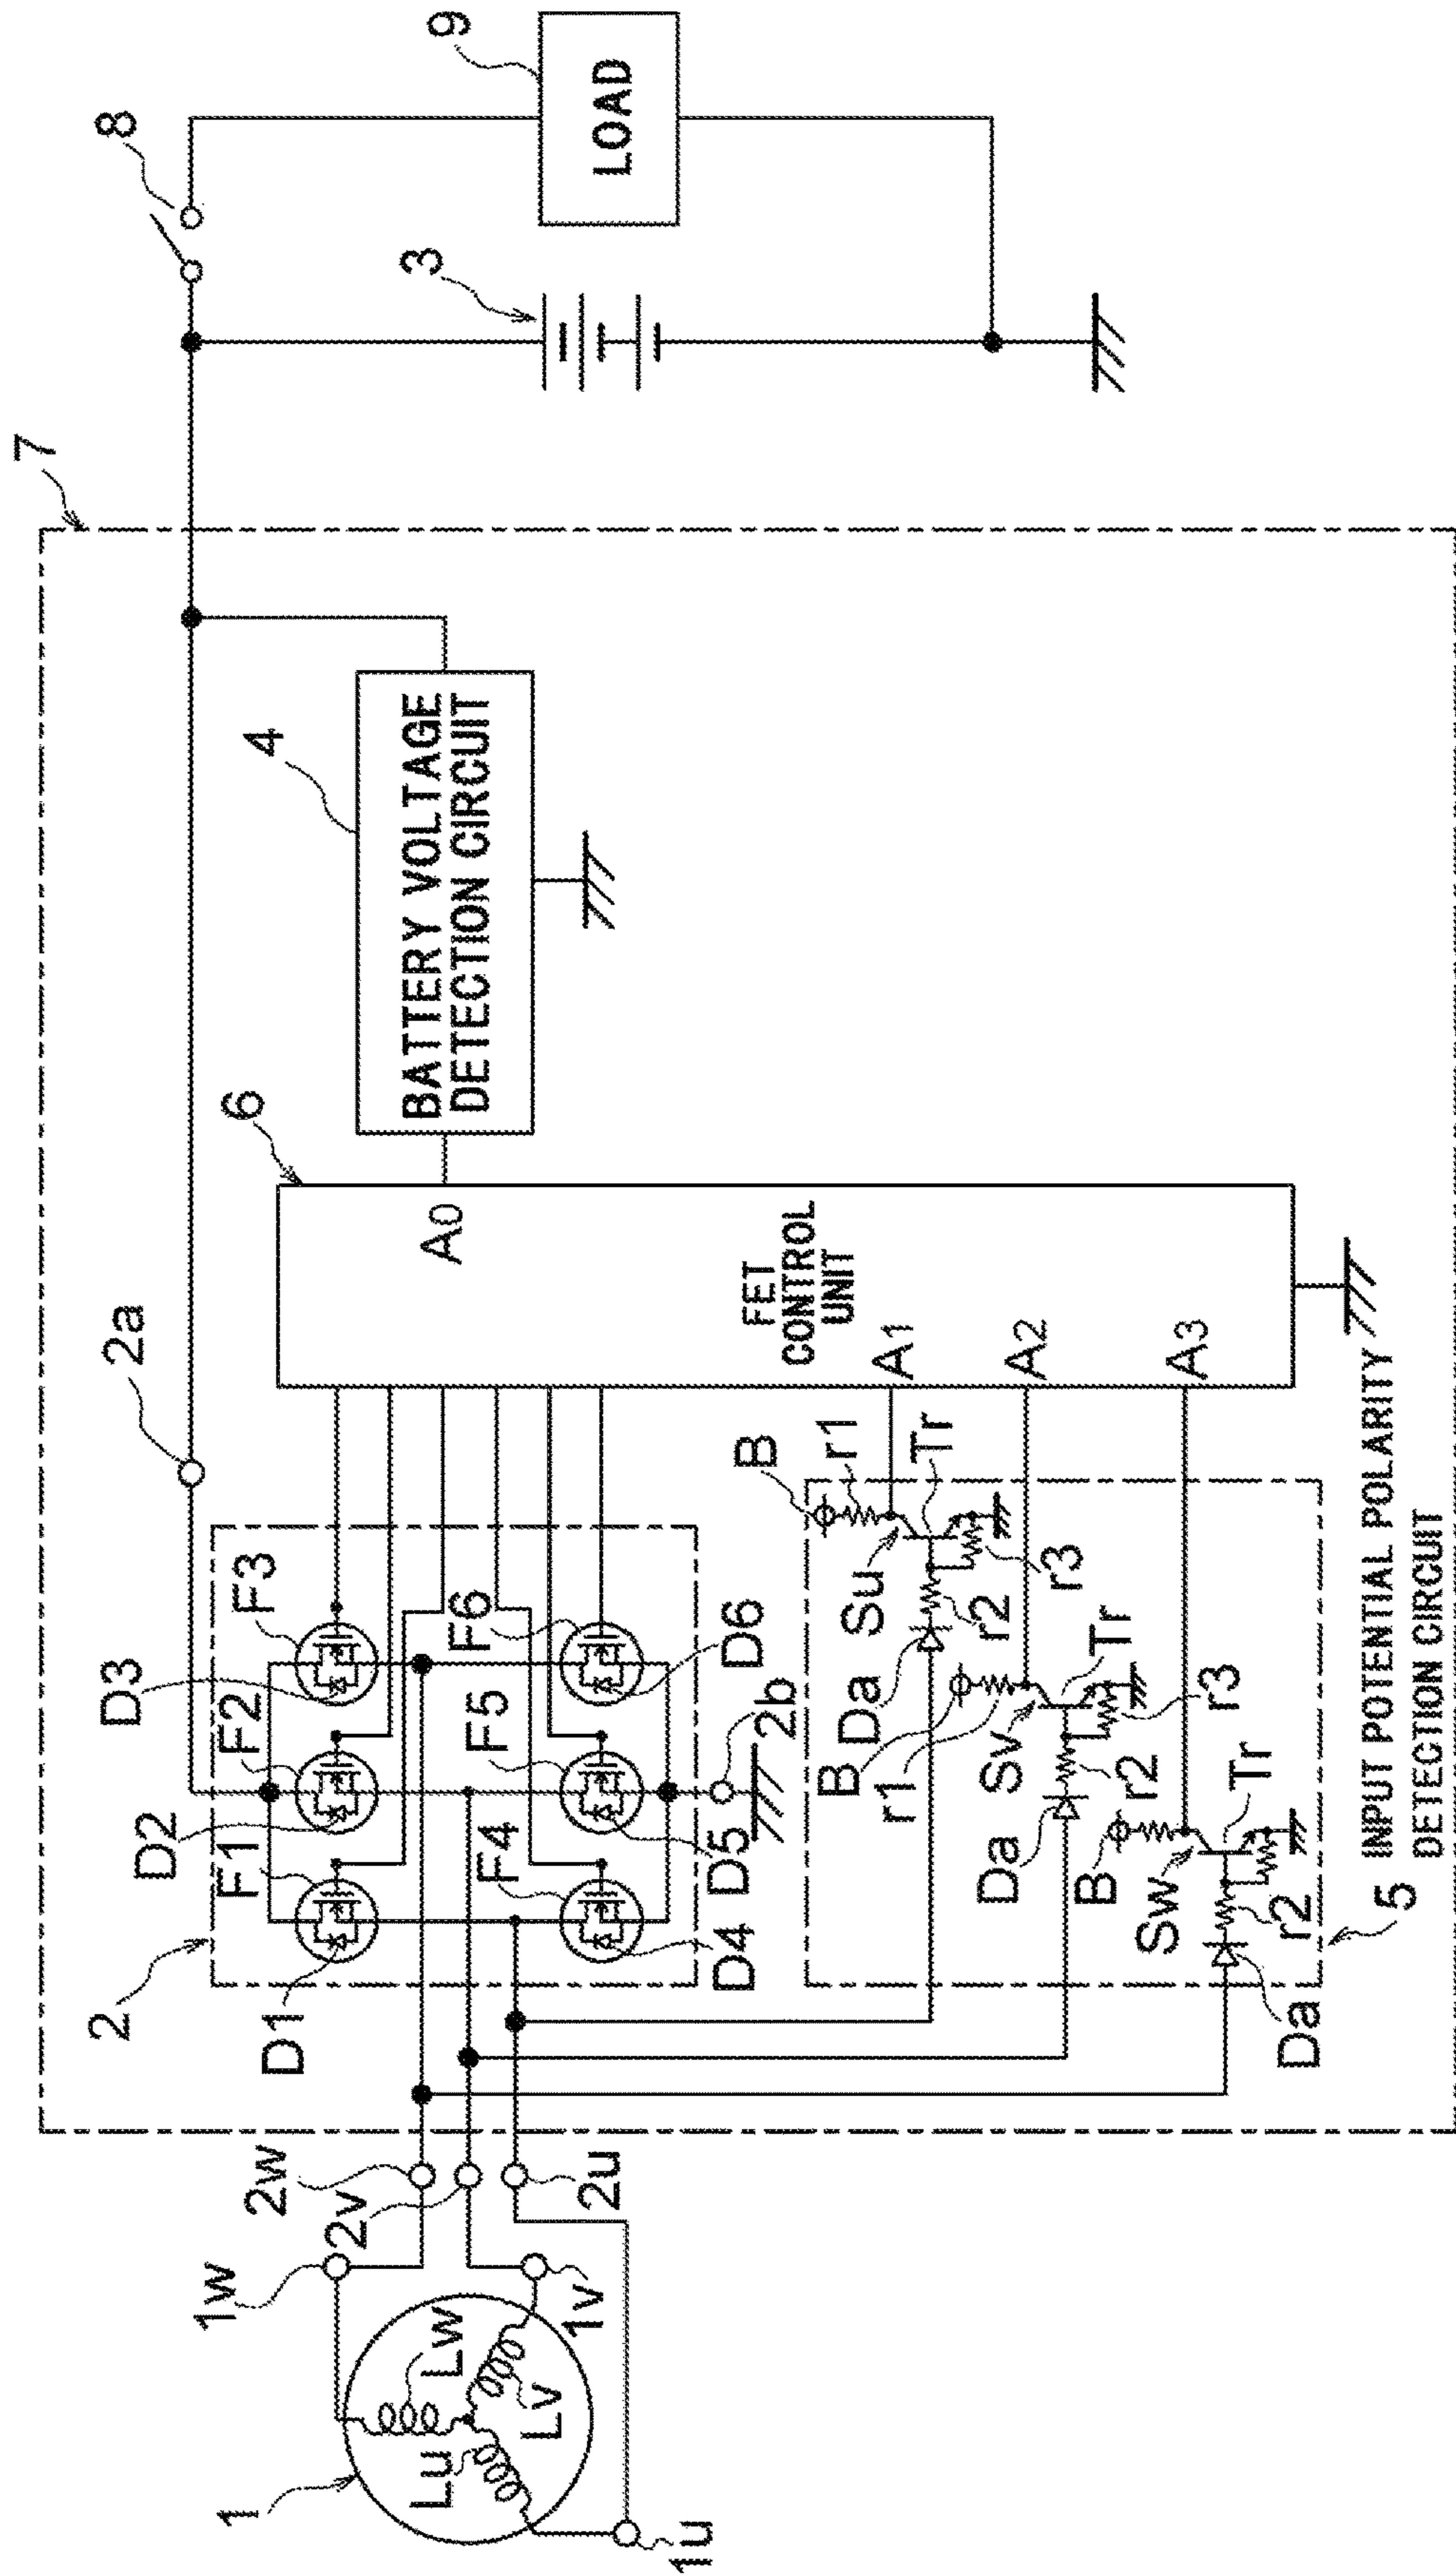 7
2
D1
D2
D3
F1
F2
F3
2a
6
4
3
8
9
LOAD
BATTERY VOLTAGE
DETECTION CIRCUIT
A0
FET
CONTROL
UNIT
A1
A2
A3
F4
F5
F6
D4
D5
D6
2b
1
1w
2w
2v
2u
1v
1u
Lu
Lv
Lw
B
r1
Tr
Su
Da
r2
r3
B
r1
Tr
Sv
Da
r2
r3
B
Tr
Sw
Da
r2
5
INPUT POTENTIAL POLARITY
DETECTION CIRCUIT